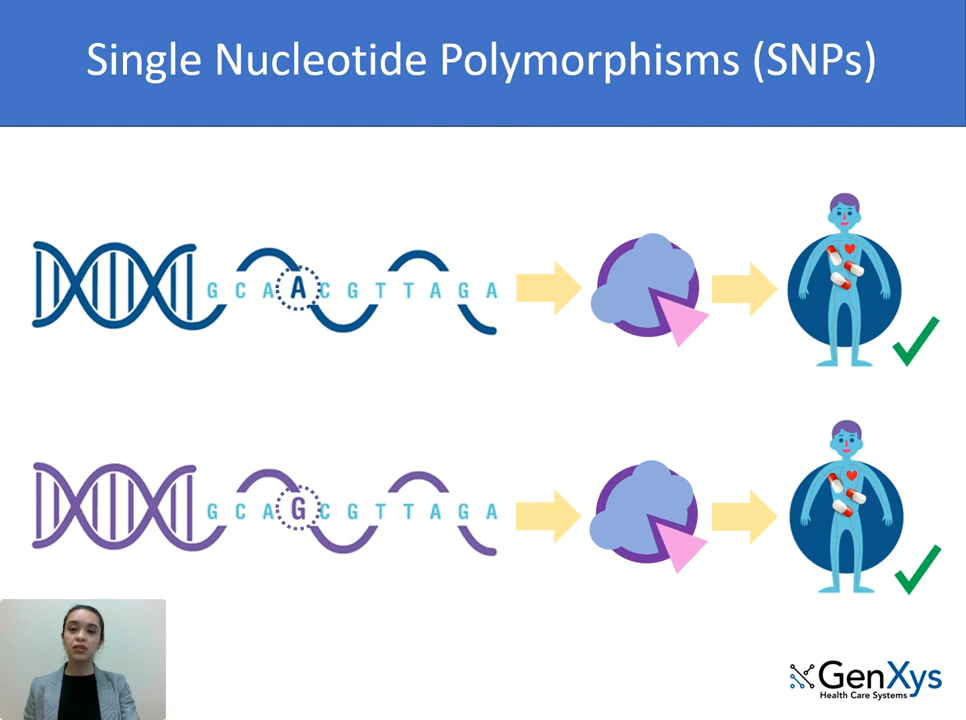 Single Nucleotide Polymorphisms (SNPs)
G C A A C G T T A G A
G C A G C G T T A G A
GenXys
Health Care Systems